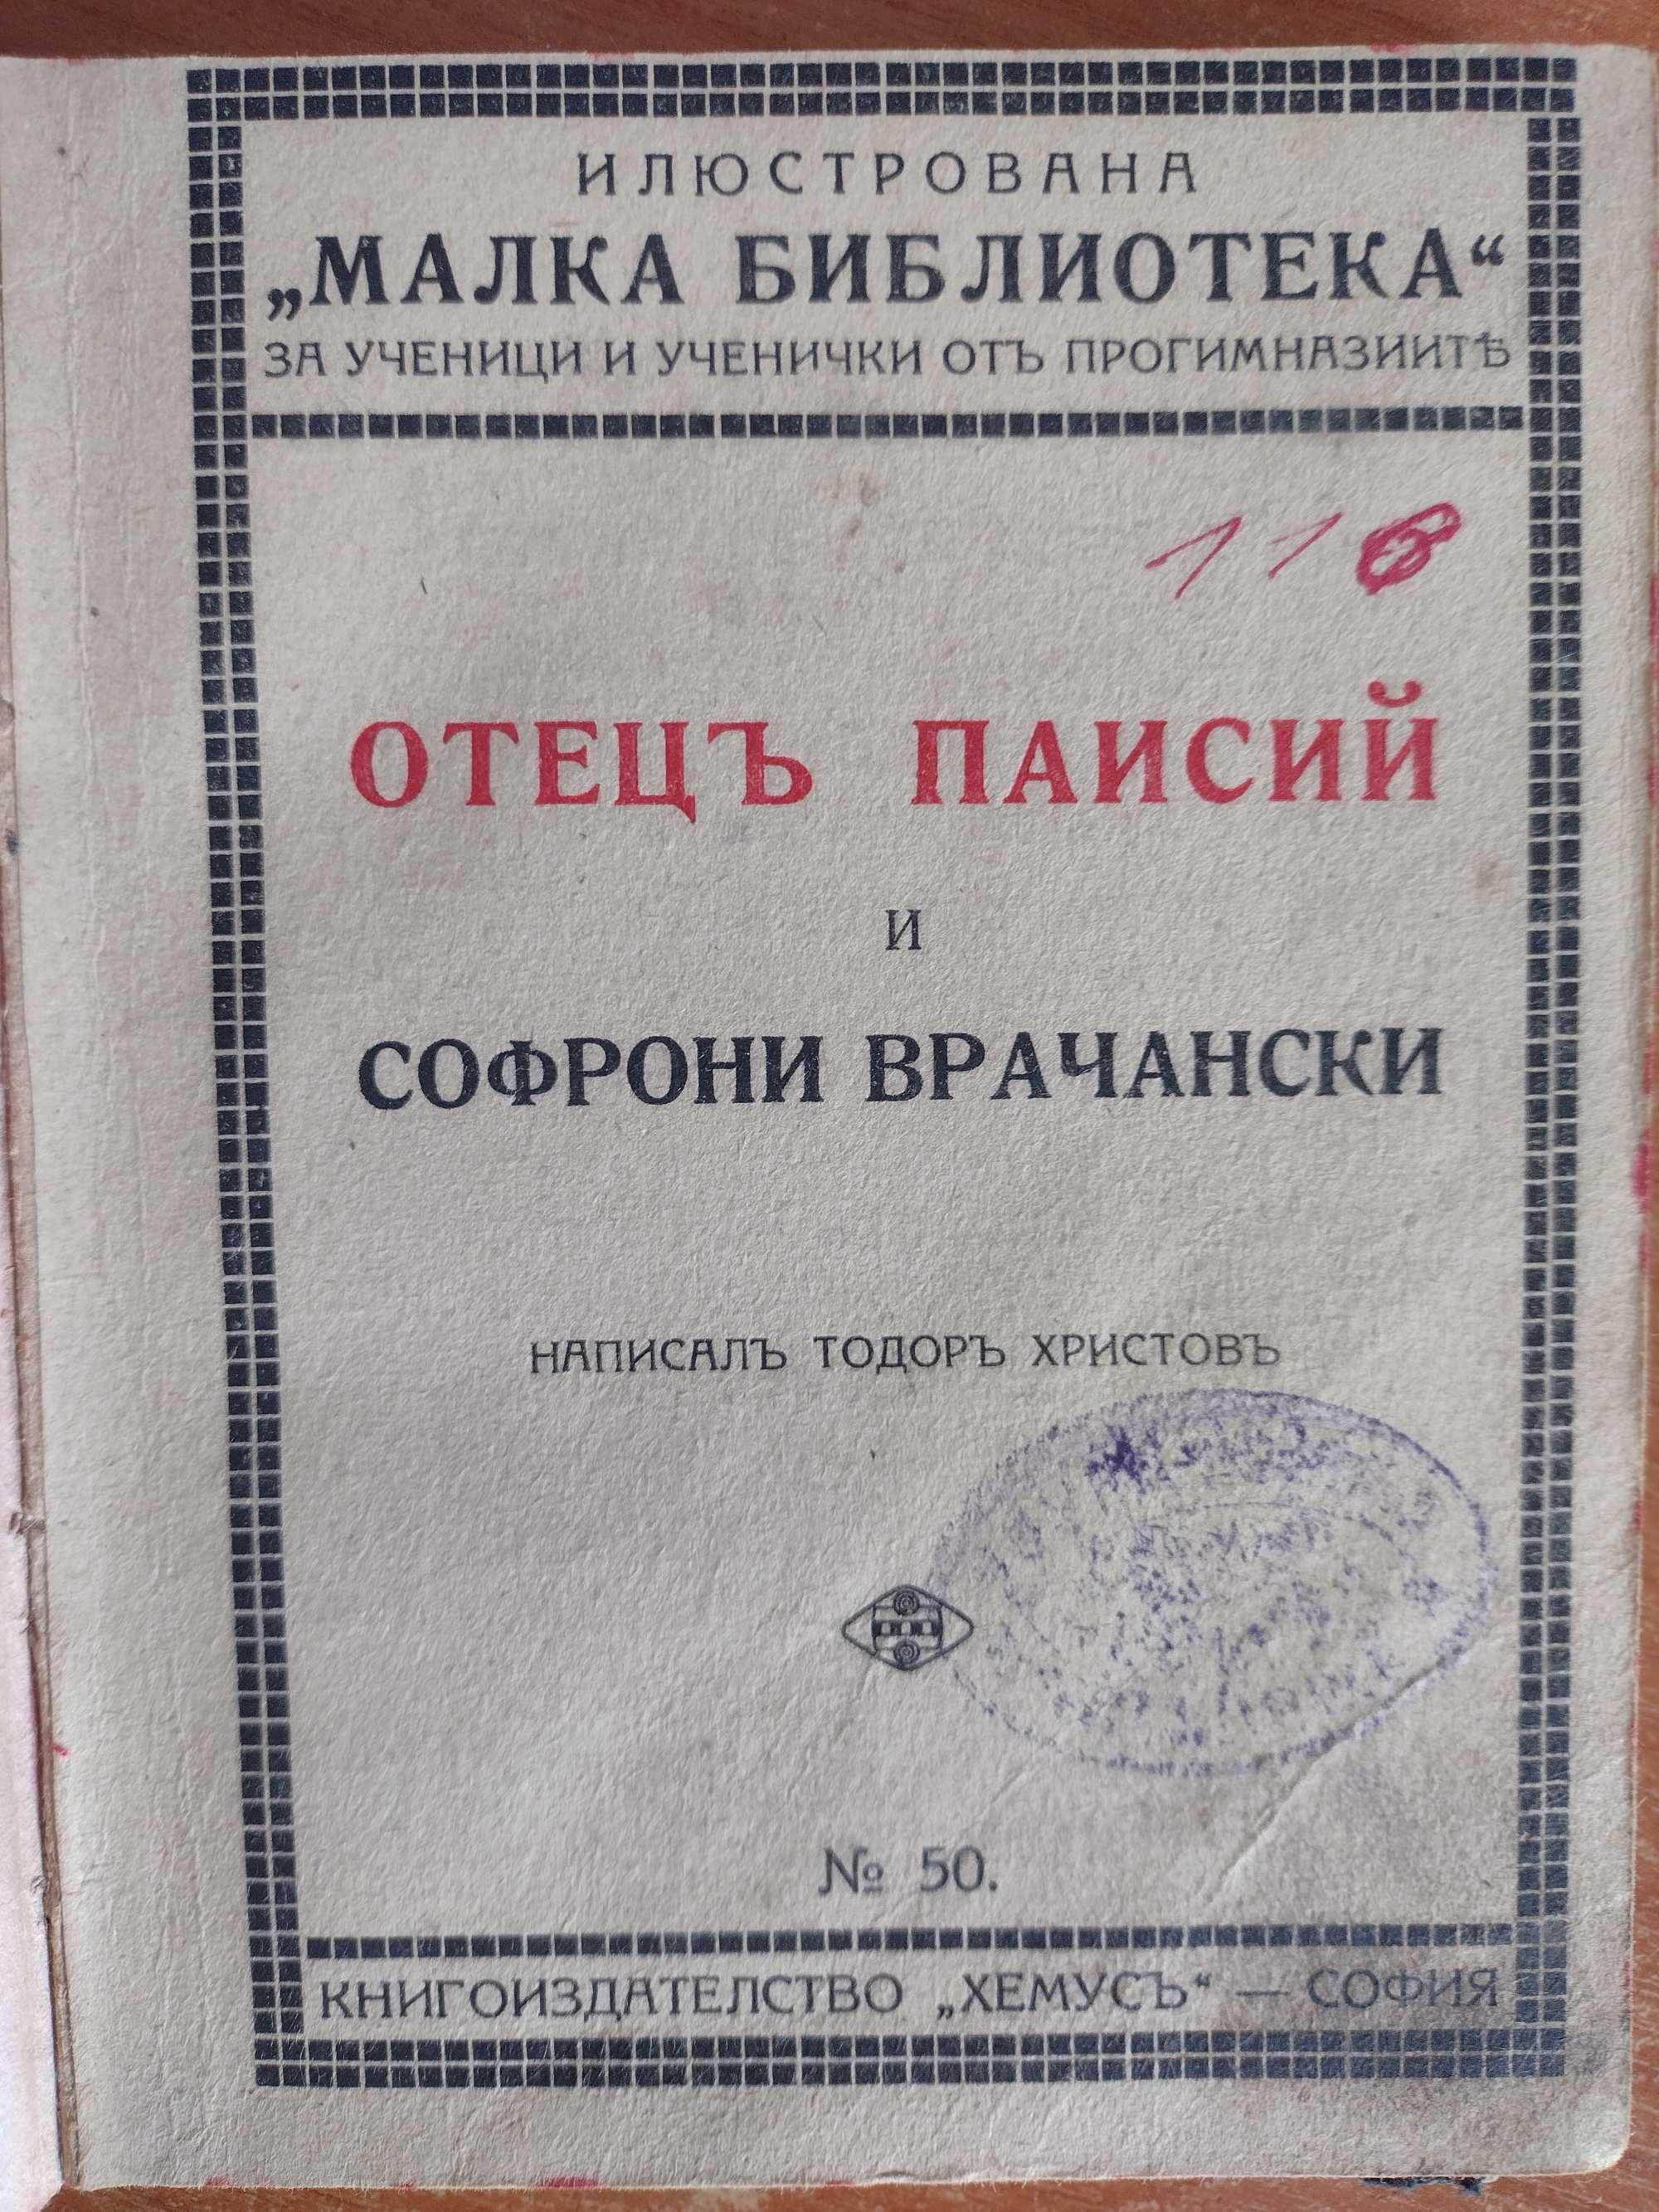 ИЛЮСТРОВАНА
„МАЛКА БИБЛИОТЕКА“
ЗА УЧЕНИЦИ И УЧЕНИЧКИ ОТЪ ПРОГИМНАЗИИТѢ
ОТЕЦЪ ПАИСИЙ
И
СОФРОНИ ВРАЧАНСКИ
НАПИСАЛЪ ТОДОРЪ ХРИСТОВЪ
№ 50.
КНИГОИЗДАТЕЛСТВО „ХЕМУСЪ“ — СОФИЯ